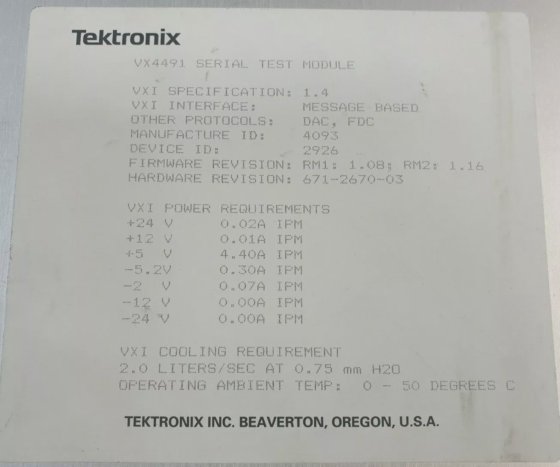 Tektronix
VX4491 SERIAL TEST MODULE
VXI SPECIFICATION: 1.4
VXI INTERFACE: MESSAGE BASED
OTHER PROTOCOLS: DAC, FDC
MANUFACTURE ID: 4093
DEVICE ID: 2926
FIRMWARE REVISION: RM1: 1.08; RM2: 1.16
HARDWARE REVISION: 671-2670-03
VXI POWER REQUIREMENTS
+24 V 0.02A IPM
+12 V 0.01A IPM
+5 V 4.40A IPM
-5.2V 0.30A IPM
-2 V 0.07A IPM
-12 V 0.00A IPM
-24 V 0.00A IPM
VXI COOLING REQUIREMENT
2.0 LITERS/SEC AT 0.75 mm H2O
OPERATING AMBIENT TEMP: 0 - 50 DEGREES C
TEKTRONIX INC. BEAVERTON, OREGON, U.S.A.